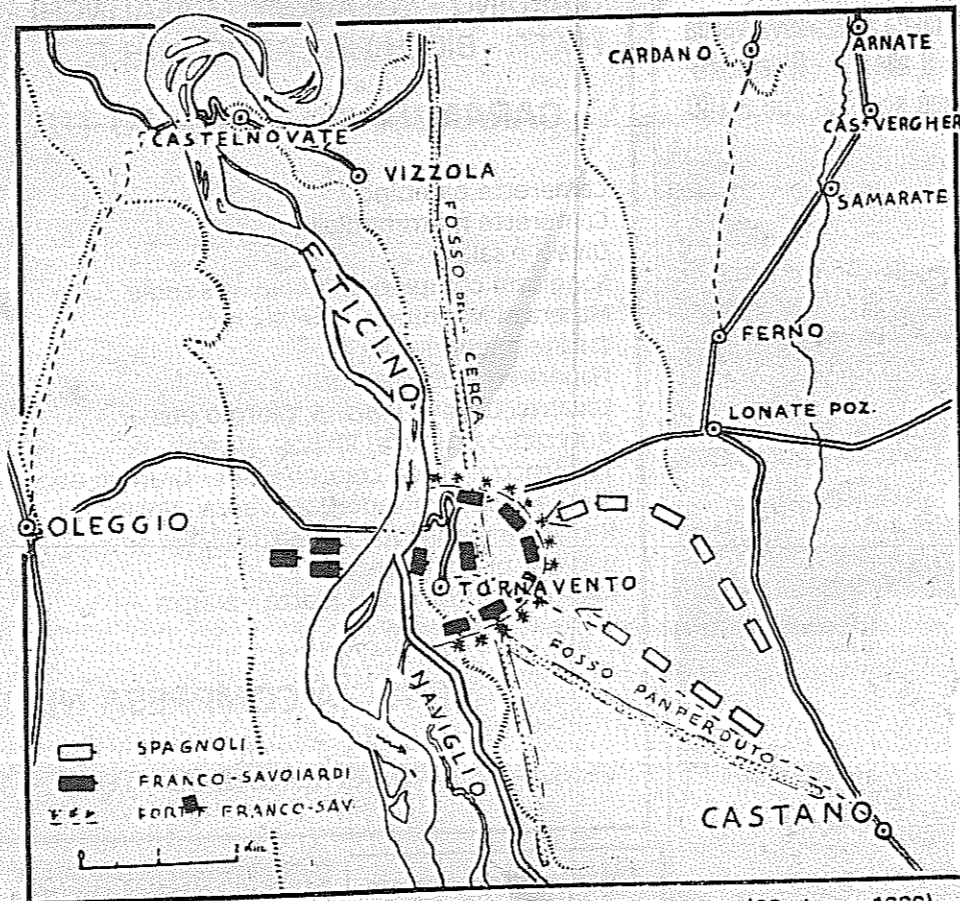 CARDANO
ARNATE
CAS. VERGHER
CASTELNOVATE
VIZZOLA
SAMARATE
FOSSO DELLA CERCA
F. TICINO
FERNO
LONATE POZ.
OLEGGIO
TORNAVENTO
FOSSO PANPERDUTO
NAVIGLIO
SPAGNOLI
FRANCO-SAVOIARDI
FRANCO-SAV.
CASTANO
2